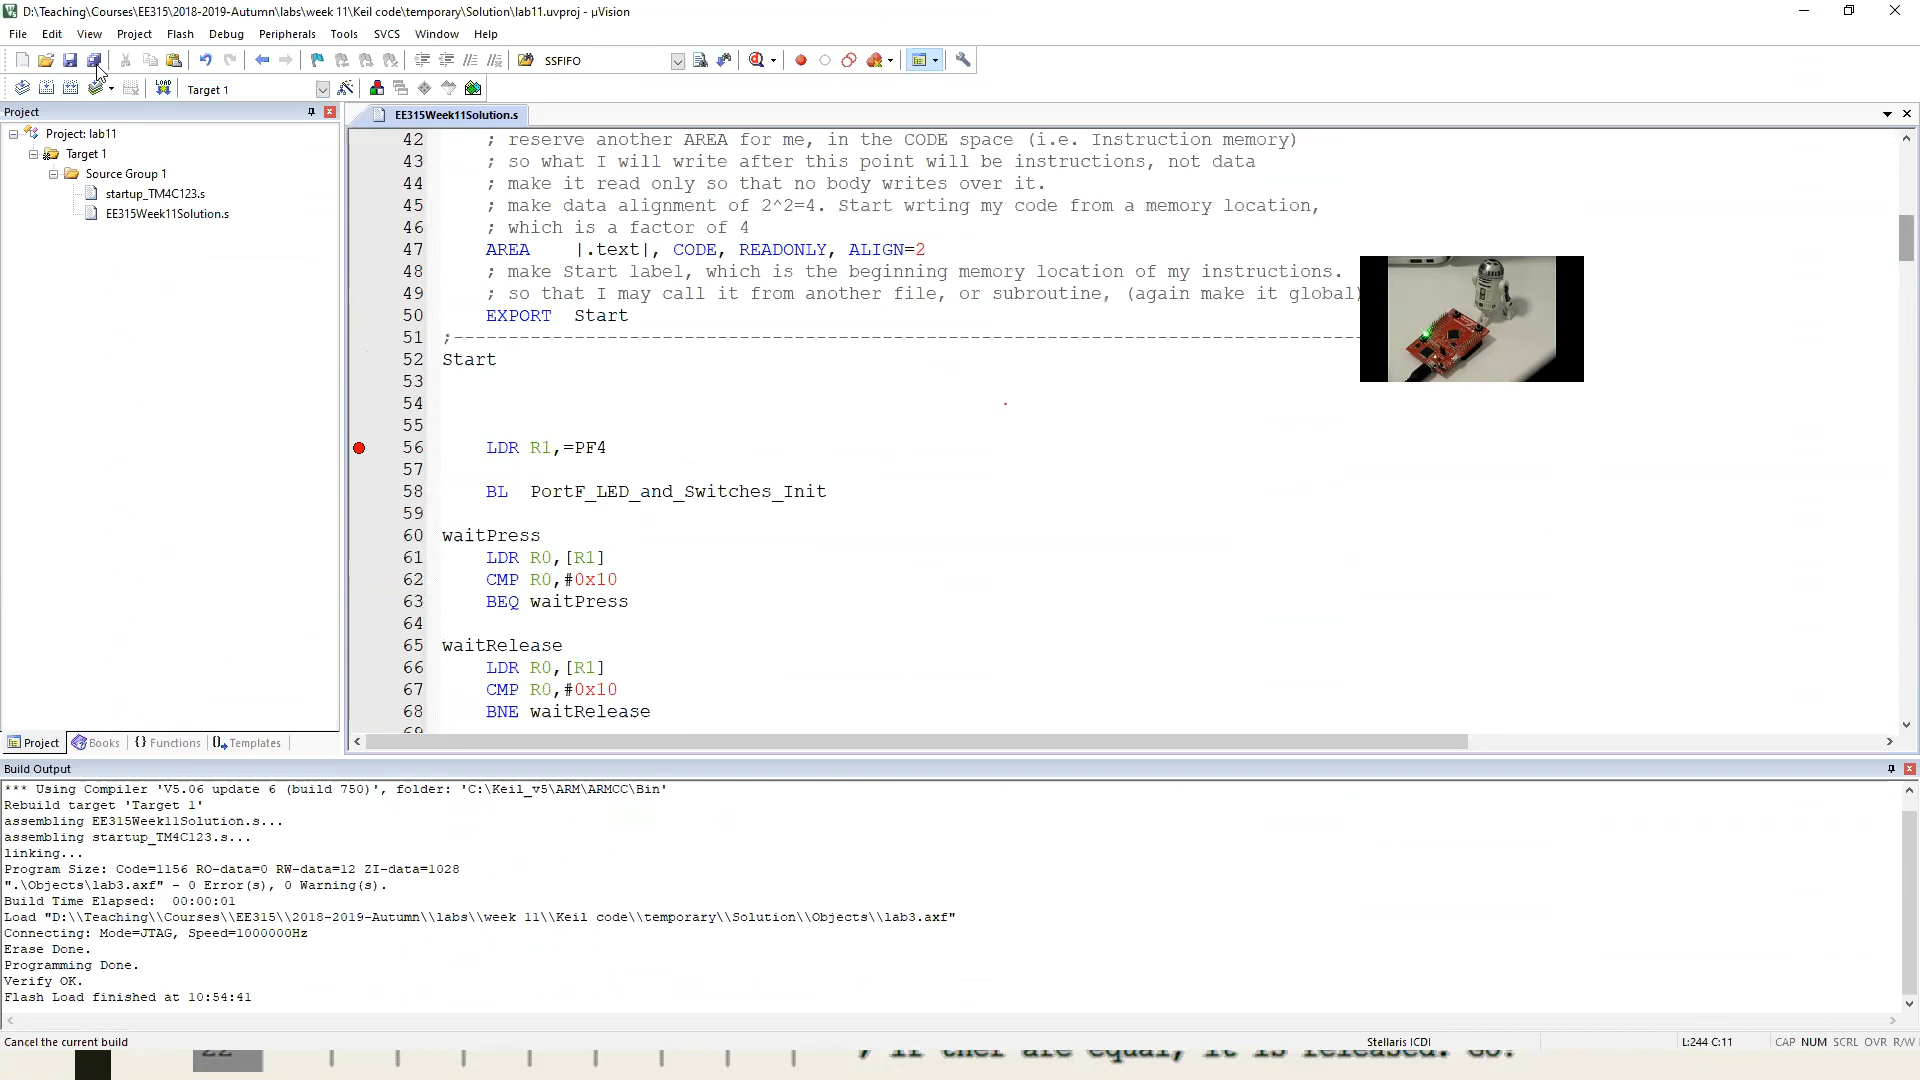 D:\Teaching\Courses\EE315\2018-2019-Autumn\labs\week 11\Keil code\temporary\Solution\lab11.uvproj - µVision
File Edit View Project Flash Debug Peripherals Tools SVCS Window Help
SSFIFO
LOAD Target 1
Project
EE315Week11Solution.s
Project: lab11
Target 1
Source Group 1
startup_TM4C123.s
EE315Week11Solution.s
42 ; reserve another AREA for me, in the CODE space (i.e. Instruction memory)
43 ; so what I will write after this point will be instructions, not data
44 ; make it read only so that no body writes over it.
45 ; make data alignment of 2^2=4. Start wrting my code from a memory location,
46 ; which is a factor of 4
47 AREA |.text|, CODE, READONLY, ALIGN=2
48 ; make Start label, which is the beginning memory location of my instructions.
49 ; so that I may call it from another file, or subroutine, (again make it global)
50 EXPORT Start
51 ;------------------------------------------------------------------------------------
52 Start
53
54
55
56 LDR R1,=PF4
57
58 BL PortF_LED_and_Switches_Init
59
60 waitPress
61 LDR R0,[R1]
62 CMP R0,#0x10
63 BEQ waitPress
64
65 waitRelease
66 LDR R0,[R1]
67 CMP R0,#0x10
68 BNE waitRelease
69
Project Books {} Functions Templates
Build Output
*** Using Compiler 'V5.06 update 6 (build 750)', folder: 'C:\Keil_v5\ARM\ARMCC\Bin'
Rebuild target 'Target 1'
assembling EE315Week11Solution.s...
assembling startup_TM4C123.s...
linking...
Program Size: Code=1156 RO-data=0 RW-data=12 ZI-data=1028
".\Objects\lab3.axf" - 0 Error(s), 0 Warning(s).
Build Time Elapsed:  00:00:01
Load "D:\\Teaching\\Courses\\EE315\\2018-2019-Autumn\\labs\\week 11\\Keil code\\temporary\\Solution\\Objects\\lab3.axf"
Connecting: Mode=JTAG, Speed=1000000Hz
Erase Done.
Programming Done.
Verify OK.
Flash Load finished at 10:54:41
Cancel the current build Stellaris ICDI L:244 C:11 CAP NUM SCRL OVR R/W
22 ; if ther are equal, it is released. Go.